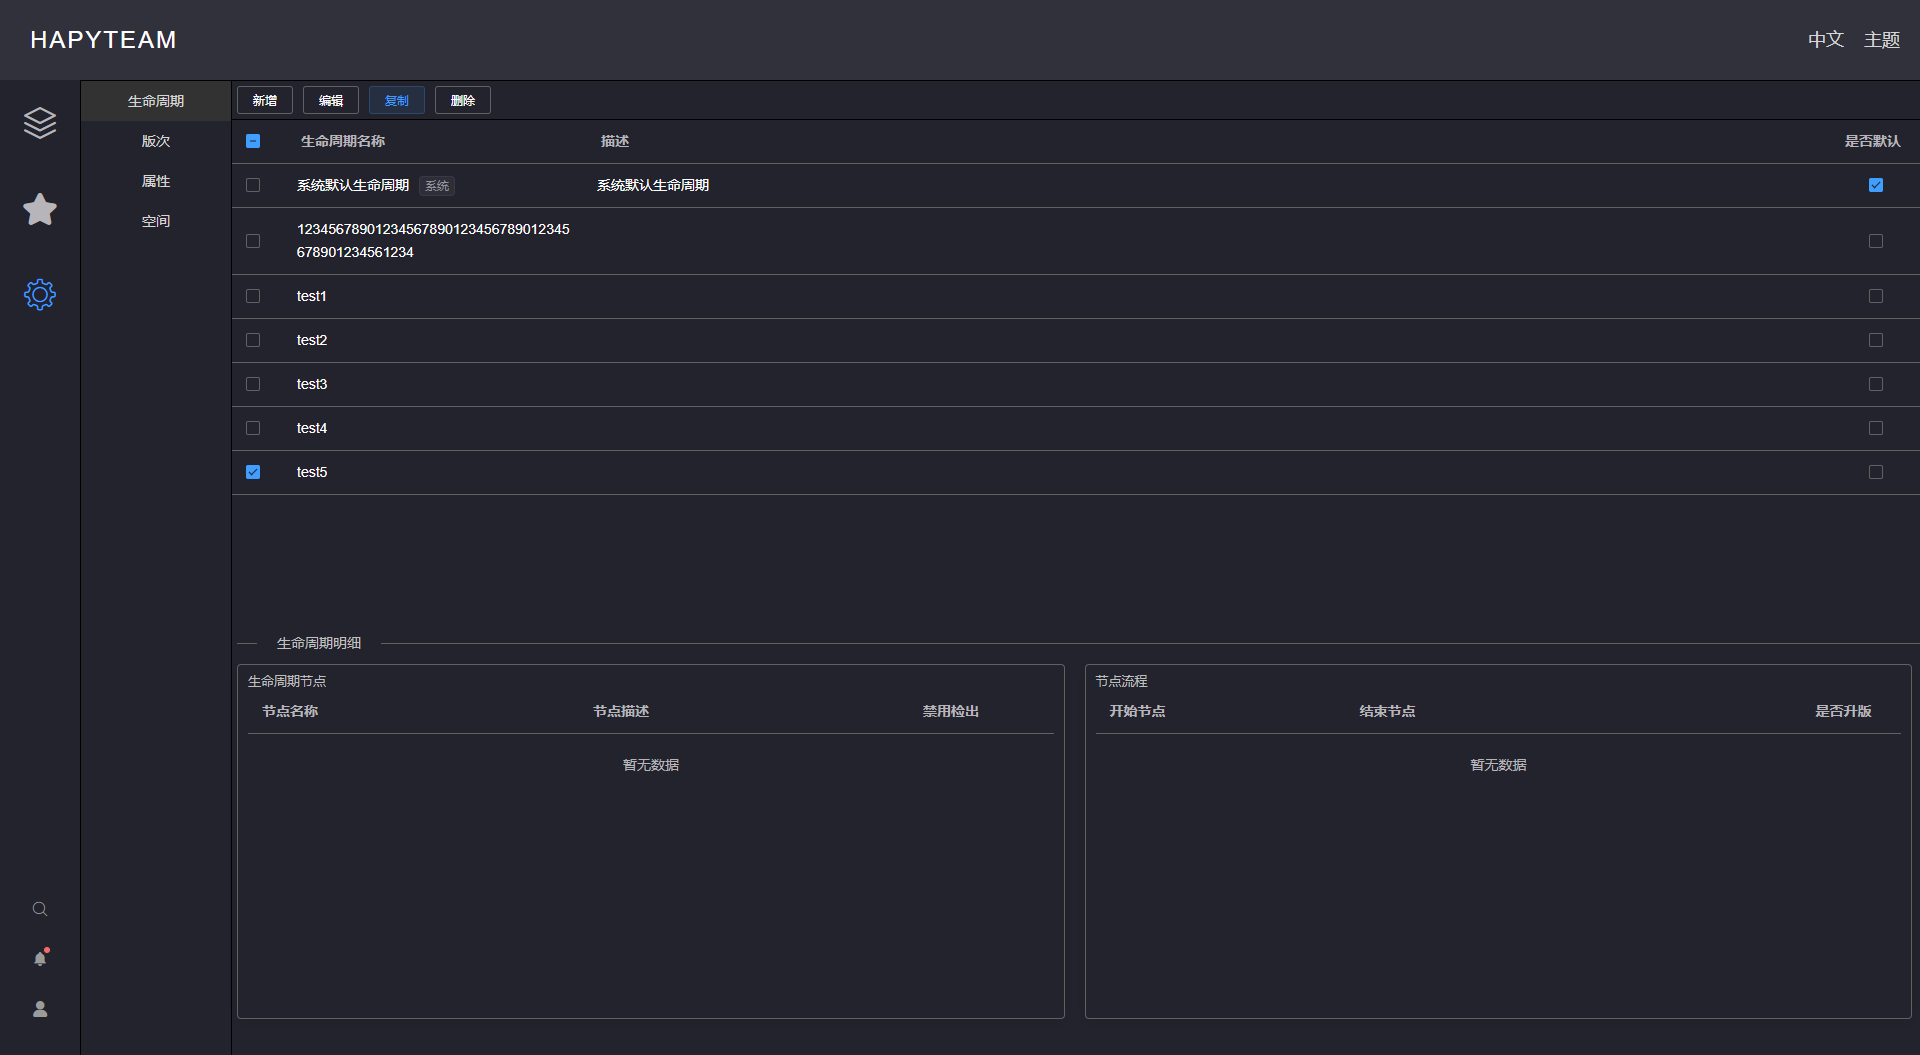 HAPYTEAM
中文 主题
生命周期
版次
属性
空间
新增 编辑 复制 删除
生命周期名称 描述 是否默认
系统默认生命周期 系统 系统默认生命周期
12345678901234567890123456789012345
678901234561234
test1
test2
test3
test4
test5
生命周期明细
生命周期节点
节点名称 节点描述 禁用检出
暂无数据
节点流程
开始节点 结束节点 是否升版
暂无数据